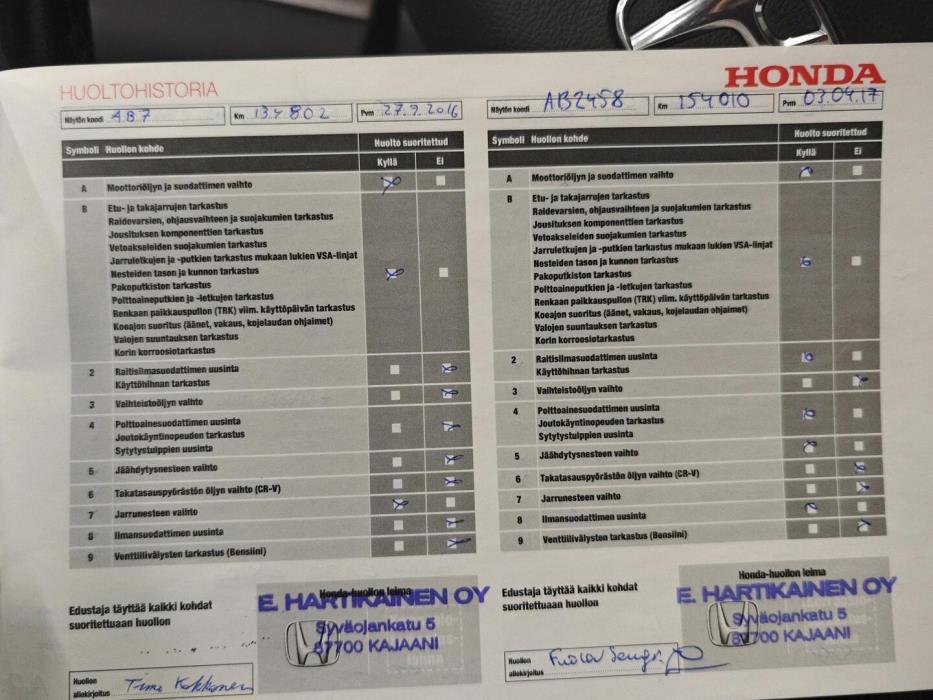 HUOLTOHISTORIA
HONDA
Näytön koodi AB7 Km 134802 Pvm 27.9.2016
Symboli Huollon kohde Huolto suoritettud
Kyllä Ei
A Moottoriöljyn ja suodattimen vaihto
B Etu- ja takajarrujen tarkastus
Raidevarsien, ohjausvaihteen ja suojakumien tarkastus
Jousituksen komponenttien tarkastus
Vetoakseleiden suojakumien tarkastus
Jarruletkujen ja -putkien tarkastus mukaan lukien VSA-linjat
Nesteiden tason ja kunnon tarkastus
Pakoputkiston tarkastus
Polttoaineputkien ja -letkujen tarkastus
Renkaan paikkauspullon (TRK) viim. käyttöpäivän tarkastus
Koeajon suoritus (äänet, vakaus, kojelaudan ohjaimet)
Valojen suuntauksen tarkastus
Korin korroosiotarkastus
2 Raitisilmasuodattimen uusinta
Käyttöhihnan tarkastus
3 Vaihteistoöljyn vaihto
4 Polttoainesuodattimen uusinta
Joutokäyntinopeuden tarkastus
Sytytystulppien uusinta
5 Jäähdytysnesteen vaihto
6 Takatasauspyörästön öljyn vaihto (CR-V)
7 Jarrunesteen vaihto
8 Ilmansuodattimen uusinta
9 Venttiilivälysten tarkastus (Bensiini)
Edustaja täyttää kaikki kohdat
suoritettuaan huollon
Honda-huollon leima
E. HARTIKAINEN OY
Syväojankatu 5
87700 KAJAANI
Huollon
allekirjoitus Timo Kokkonen
Näytön koodi AB2458 Km 154010 Pvm 03.04.17
Symboli Huollon kohde Huolto suoritettud
Kyllä Ei
A Moottoriöljyn ja suodattimen vaihto
B Etu- ja takajarrujen tarkastus
Raidevarsien, ohjausvaihteen ja suojakumien tarkastus
Jousituksen komponenttien tarkastus
Vetoakseleiden suojakumien tarkastus
Jarruletkujen ja -putkien tarkastus mukaan lukien VSA-linjat
Nesteiden tason ja kunnon tarkastus
Pakoputkiston tarkastus
Polttoaineputkien ja -letkujen tarkastus
Renkaan paikkauspullon (TRK) viim. käyttöpäivän tarkastus
Koeajon suoritus (äänet, vakaus, kojelaudan ohjaimet)
Valojen suuntauksen tarkastus
Korin korroosiotarkastus
2 Raitisilmasuodattimen uusinta
Käyttöhihnan tarkastus
3 Vaihteistoöljyn vaihto
4 Polttoainesuodattimen uusinta
Joutokäyntinopeuden tarkastus
Sytytystulppien uusinta
5 Jäähdytysnesteen vaihto
6 Takatasauspyörästön öljyn vaihto (CR-V)
7 Jarrunesteen vaihto
8 Ilmansuodattimen uusinta
9 Venttiilivälysten tarkastus (Bensiini)
Edustaja täyttää kaikki kohdat
suoritettuaan huollon
Honda-huollon leima
E. HARTIKAINEN OY
Syväojankatu 5
87700 KAJAANI
Huollon
allekirjoitus